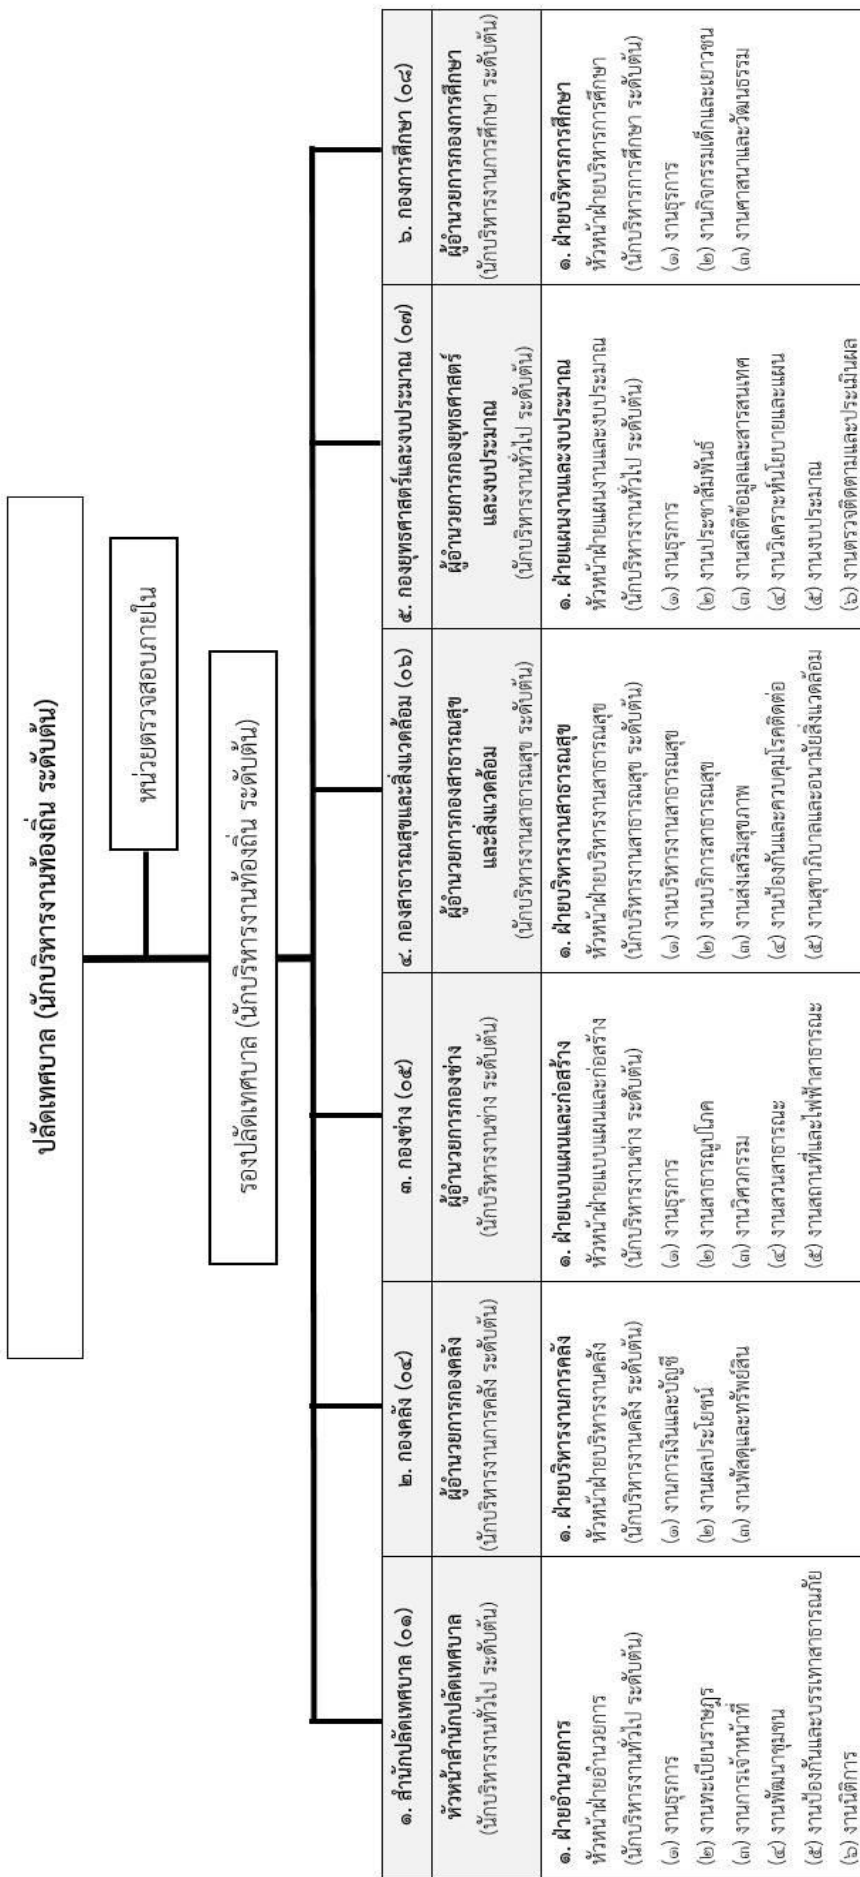 ปลัดเทศบาล (นักบริหารงานท้องถิ่น ระดับต้น)
หน่วยตรวจสอบภายใน
รองปลัดเทศบาล (นักบริหารงานท้องถิ่น ระดับต้น)
๑. สำนักปลัดเทศบาล (๐๑)
หัวหน้าสำนักปลัดเทศบาล
(นักบริหารงานทั่วไป ระดับต้น)
๑. ฝ่ายอำนวยการ
หัวหน้าฝ่ายอำนวยการ
(นักบริหารงานทั่วไป ระดับต้น)
(๑) งานธุรการ
(๒) งานทะเบียนราษฎร
(๓) งานการเจ้าหน้าที่
(๔) งานพัฒนาชุมชน
(๕) งานป้องกันและบรรเทาสาธารณภัย
(๖) งานนิติการ
๒. กองคลัง (๐๔)
ผู้อำนวยการกองคลัง
(นักบริหารงานการคลัง ระดับต้น)
๑. ฝ่ายบริหารงานการคลัง
หัวหน้าฝ่ายบริหารงานคลัง
(นักบริหารงานคลัง ระดับต้น)
(๑) งานการเงินและบัญชี
(๒) งานผลประโยชน์
(๓) งานพัสดุและทรัพย์สิน
๓. กองช่าง (๐๕)
ผู้อำนวยการกองช่าง
(นักบริหารงานช่าง ระดับต้น)
๑. ฝ่ายแบบแผนและก่อสร้าง
หัวหน้าฝ่ายแบบแผนและก่อสร้าง
(นักบริหารงานช่าง ระดับต้น)
(๑) งานธุรการ
(๒) งานสาธารณูปโภค
(๓) งานวิศวกรรม
(๔) งานสวนสาธารณะ
(๕) งานสถานที่และไฟฟ้าสาธารณะ
๔. กองสาธารณสุขและสิ่งแวดล้อม (๐๖)
ผู้อำนวยการกองสาธารณสุข
และสิ่งแวดล้อม
(นักบริหารงานสาธารณสุข ระดับต้น)
๑. ฝ่ายบริหารงานสาธารณสุข
หัวหน้าฝ่ายบริหารงานสาธารณสุข
(นักบริหารงานสาธารณสุข ระดับต้น)
(๑) งานบริหารงานสาธารณสุข
(๒) งานบริการสาธารณสุข
(๓) งานส่งเสริมสุขภาพ
(๔) งานป้องกันและควบคุมโรคติดต่อ
(๕) งานสุขาภิบาลและอนามัยสิ่งแวดล้อม
๕. กองยุทธศาสตร์และงบประมาณ (๐๗)
ผู้อำนวยการกองยุทธศาสตร์
และงบประมาณ
(นักบริหารงานทั่วไป ระดับต้น)
๑. ฝ่ายแผนงานและงบประมาณ
หัวหน้าฝ่ายแผนงานและงบประมาณ
(นักบริหารงานทั่วไป ระดับต้น)
(๑) งานธุรการ
(๒) งานประชาสัมพันธ์
(๓) งานสถิติข้อมูลและสารสนเทศ
(๔) งานวิเคราะห์นโยบายและแผน
(๕) งานงบประมาณ
(๖) งานตรวจติดตามและประเมินผล
๖. กองการศึกษา (๐๘)
ผู้อำนวยการกองการศึกษา
(นักบริหารงานการศึกษา ระดับต้น)
๑. ฝ่ายบริหารการศึกษา
หัวหน้าฝ่ายบริหารการศึกษา
(นักบริหารการศึกษา ระดับต้น)
(๑) งานธุรการ
(๒) งานกิจกรรมเด็กและเยาวชน
(๓) งานศาสนาและวัฒนธรรม